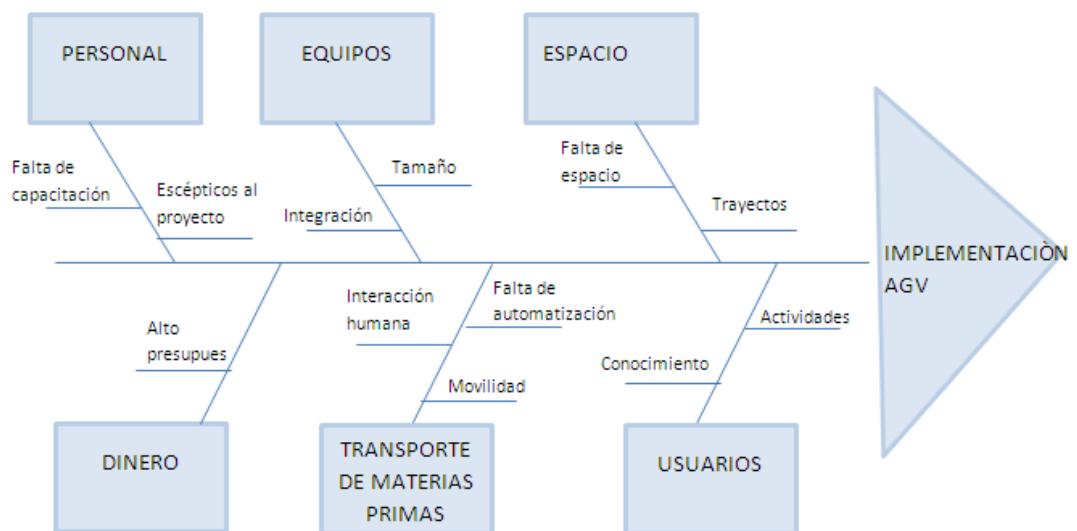 PERSONAL
EQUIPOS
ESPACIO
Falta de
capacitación
Escépticos al
proyecto
Tamaño
Integración
Falta de
espacio
Trayectos
IMPLEMENTACIÒN
AGV
Alto
presupues
Interacción
humana
Falta de
automatización
Movilidad
Actividades
Conocimiento
DINERO
TRANSPORTE
DE MATERIAS
PRIMAS
USUARIOS